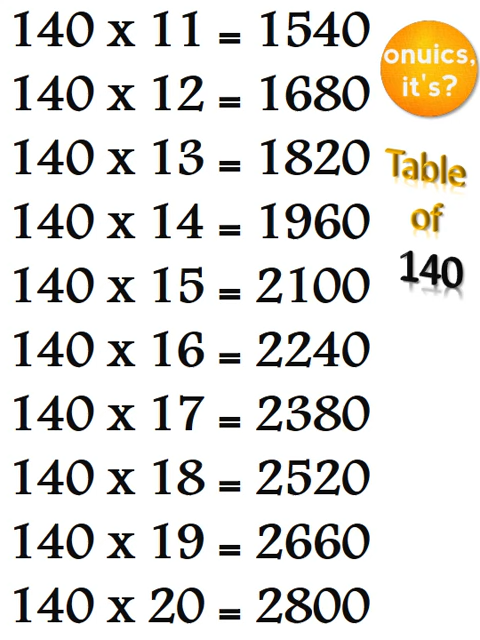 140 x 11 = 1540
140 x 12 = 1680
140 x 13 = 1820
140 x 14 = 1960
140 x 15 = 2100
140 x 16 = 2240
140 x 17 = 2380
140 x 18 = 2520
140 x 19 = 2660
140 x 20 = 2800
onuics,
it's?
Table
of
140